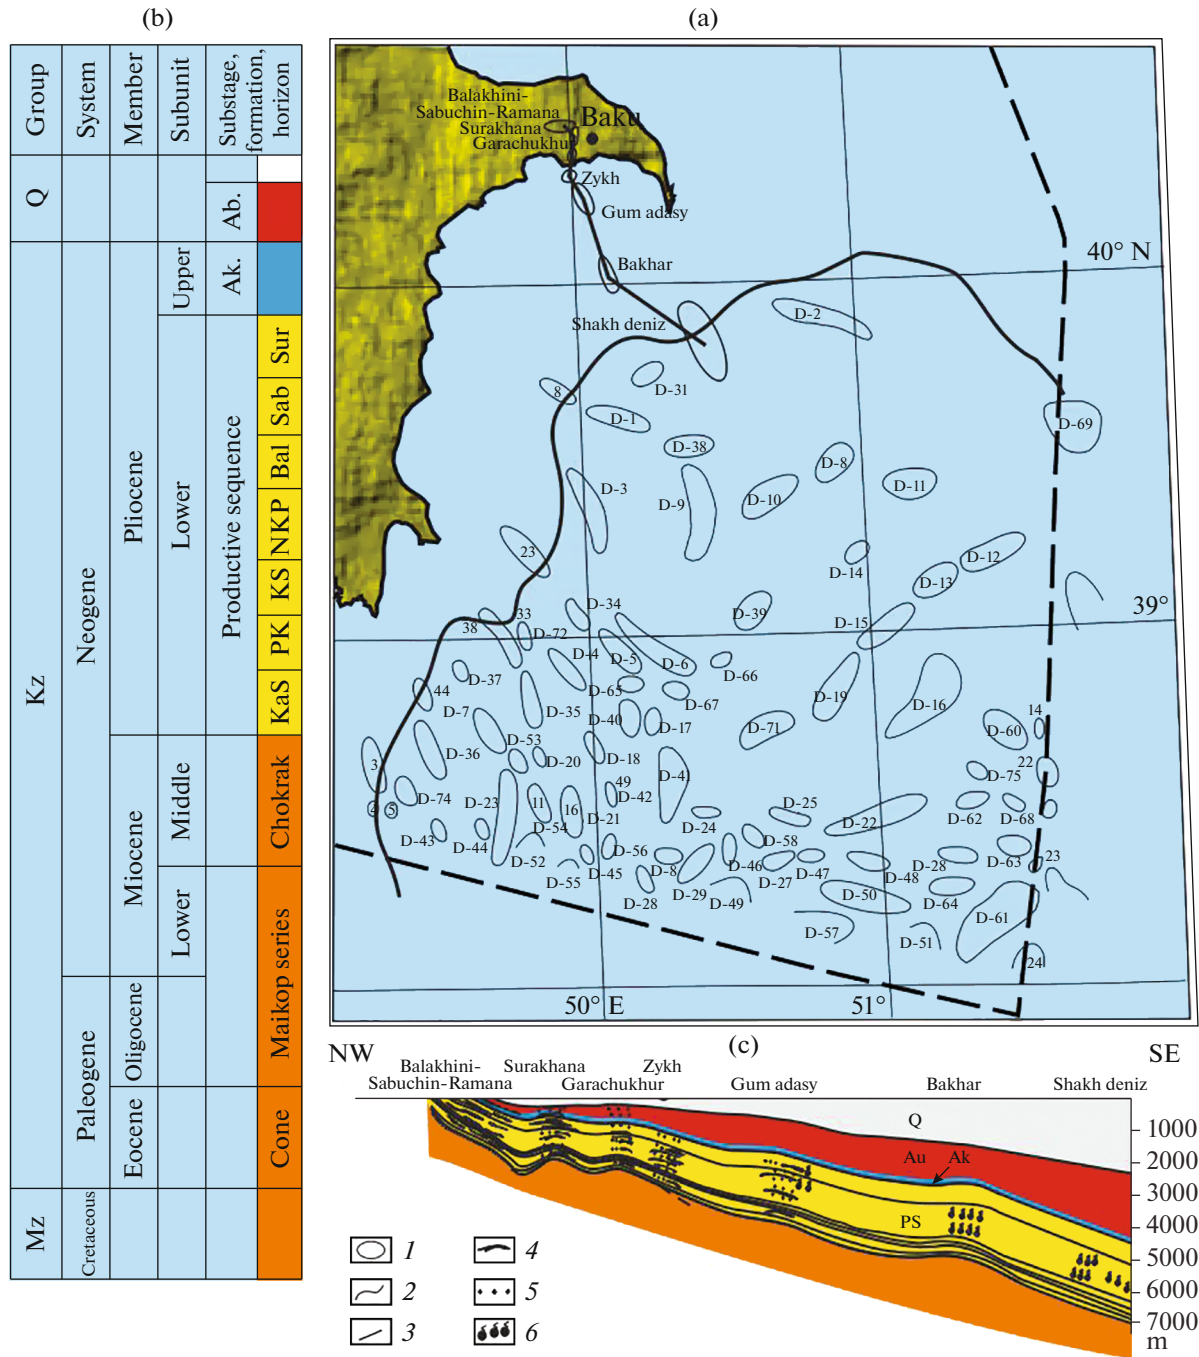 (b)
(a)
Group
System
Member
Subunit
Substage,
formation,
horizon
Q
Ab.
Kz
Neogene
Pliocene
Upper
Ak.
Lower
Productive sequence
Sur
Sab
Bal
NKP
KS
PK
KaS
Miocene
Middle
Chokrak
Lower
Maikop series
Paleogene
Oligocene
Eocene
Cone
Mz
Cretaceous
Balakhini-
Sabuchin-Ramana
Surakhana
Garachukhur
Baku
Zykh
Gum adasy
Bakhar
40° N
Shakh deniz
D-2
D-31
8
D-1
D-69
D-38
D-8
D-3
D-9
D-10
D-11
23
D-14
D-12
D-13
D-34
D-39
39°
33
38
D-72
D-15
D-4
D-5
D-6
D-66
D-37
44
D-65
D-67
D-19
D-16
D-7
D-35
D-40
D-17
D-71
14
D-60
D-36
D-53
D-20
D-18
3
D-41
D-75
22
D-74
D-23
11
16
49
D-42
4
5
D-25
D-62
D-68
D-43
D-44
D-54
D-21
D-24
D-22
D-58
D-52
D-56
D-55
D-45
D-8
D-46
D-47
D-28
D-63
23
D-28
D-29
D-27
D-48
D-49
D-50
D-64
D-61
D-57
D-51
24
50° E
51°
(c)
NW
SE
Balakhini-
Sabuchin-Ramana
Surakhana
Garachukhur
Zykh
Gum adasy
Bakhar
Shakh deniz
Q
Au
Ak
PS
1000
2000
3000
4000
5000
6000
7000
m
1
2
3
4
5
6